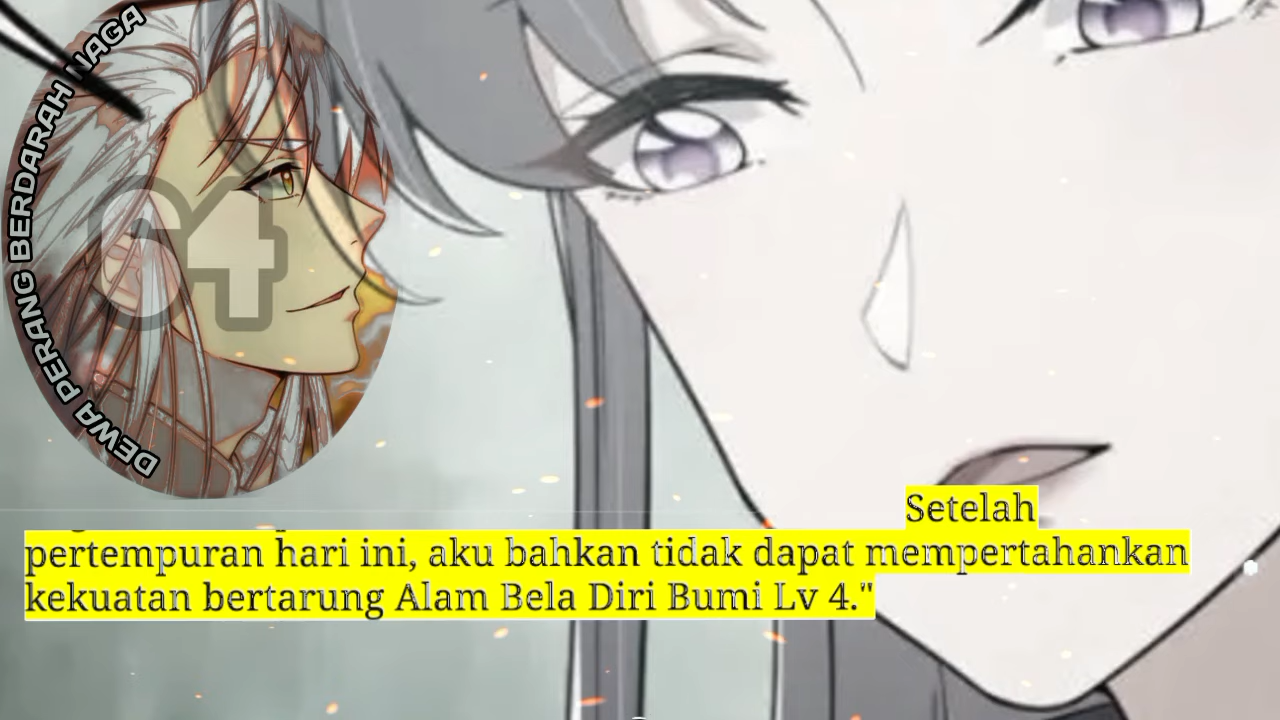 DEWA PERANG BERDARAH NAGA
64
Setelah
pertempuran hari ini, aku bahkan tidak dapat mempertahankan
kekuatan bertarung Alam Bela Diri Bumi Lv 4."